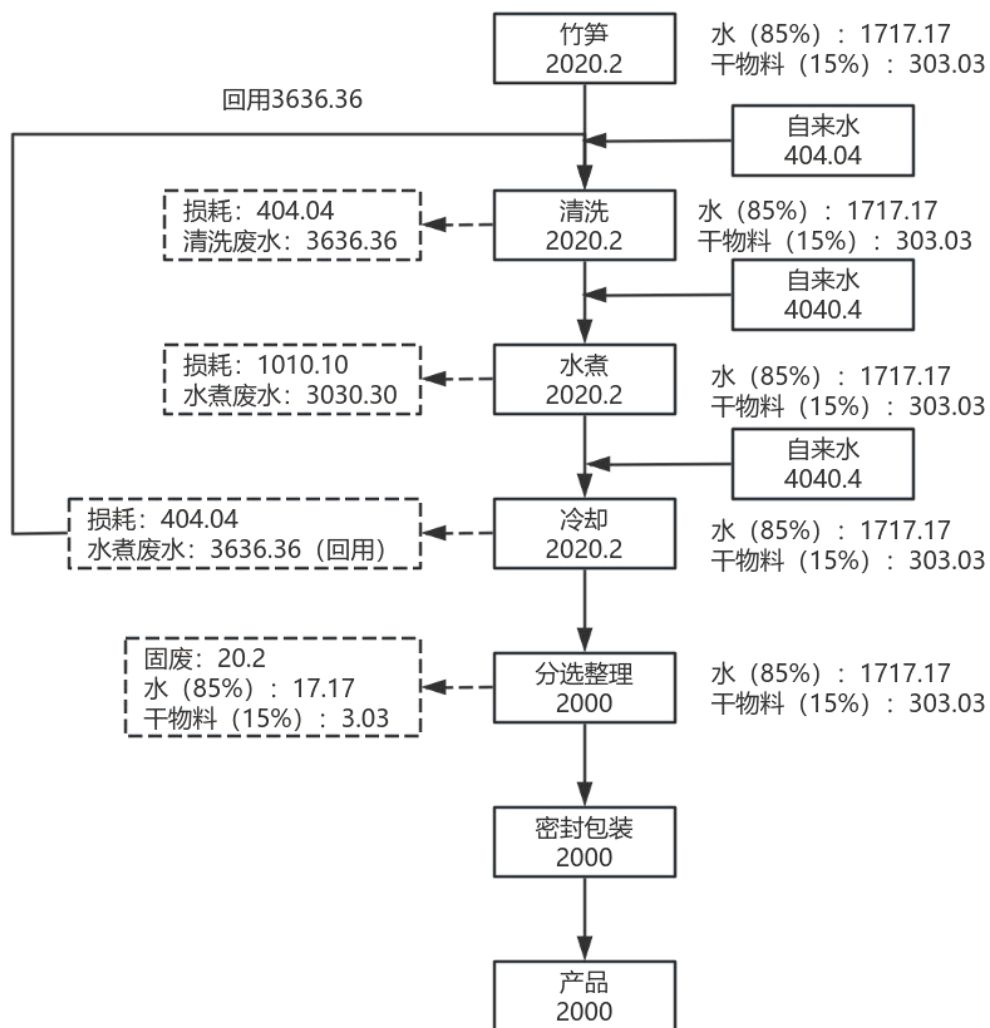 竹笋
2020.2
水（85%）：1717.17
干物料（15%）：303.03
回用3636.36
自来水
404.04
损耗：404.04
清洗废水：3636.36
清洗
2020.2
水（85%）：1717.17
干物料（15%）：303.03
自来水
4040.4
损耗：1010.10
水煮废水：3030.30
水煮
2020.2
水（85%）：1717.17
干物料（15%）：303.03
自来水
4040.4
损耗：404.04
水煮废水：3636.36（回用）
冷却
2020.2
水（85%）：1717.17
干物料（15%）：303.03
固废：20.2
水（85%）：17.17
干物料（15%）：3.03
分选整理
2000
水（85%）：1717.17
干物料（15%）：303.03
密封包装
2000
产品
2000